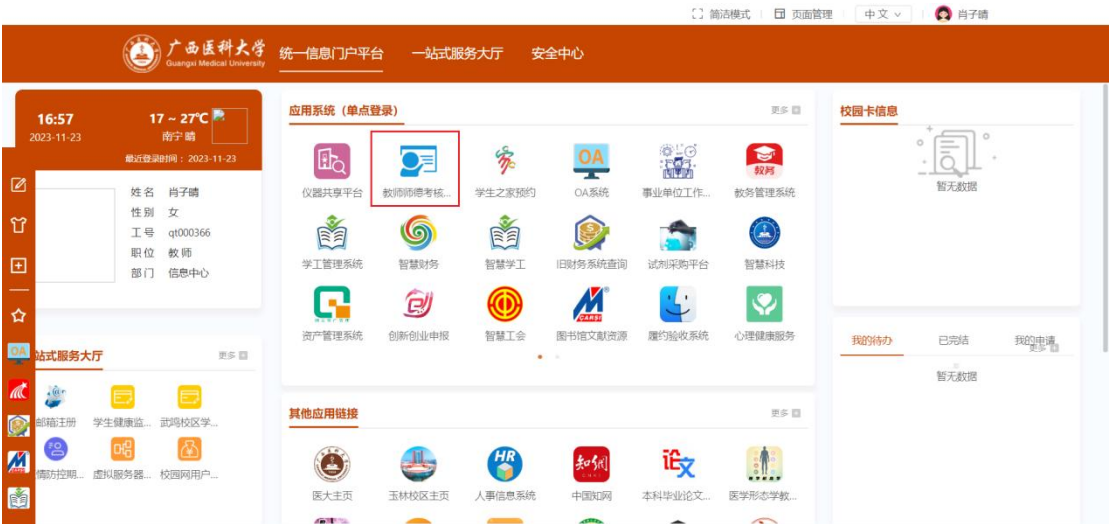 简洁模式 页面管理 中文 肖子晴
广西医科大学
Guangxi Medical University
统一信息门户平台 一站式服务大厅 安全中心
16:57 17 ~ 27℃
2023-11-23 南宁 晴
最近登录时间：2023-11-23
姓名 肖子晴
性别 女
工号 qt000366
职位 教师
部门 信息中心
应用系统（单点登录） 更多
仪器共享平台 教师师德考核... 学生之家预约 OA系统 事业单位工作... 教务管理系统
学工管理系统 智慧财务 智慧学工 旧财务系统查询 试剂采购平台 智慧科技
资产管理系统 创新创业申报 智慧工会 图书馆文献资源 履约验收系统 心理健康服务
OA
教务
CARSI
校园卡信息
暂无数据
我的待办 已完结 我的申请
更多
暂无数据
站式服务大厅 更多
邮箱注册 学生健康监... 武鸣校区学...
情防控期... 虚拟服务器... 校园网用户...
OA
其他应用链接 更多
HR
知网
论文
医大主页 玉林校区主页 人事信息系统 中国知网 本科毕业论文... 医学形态学教...